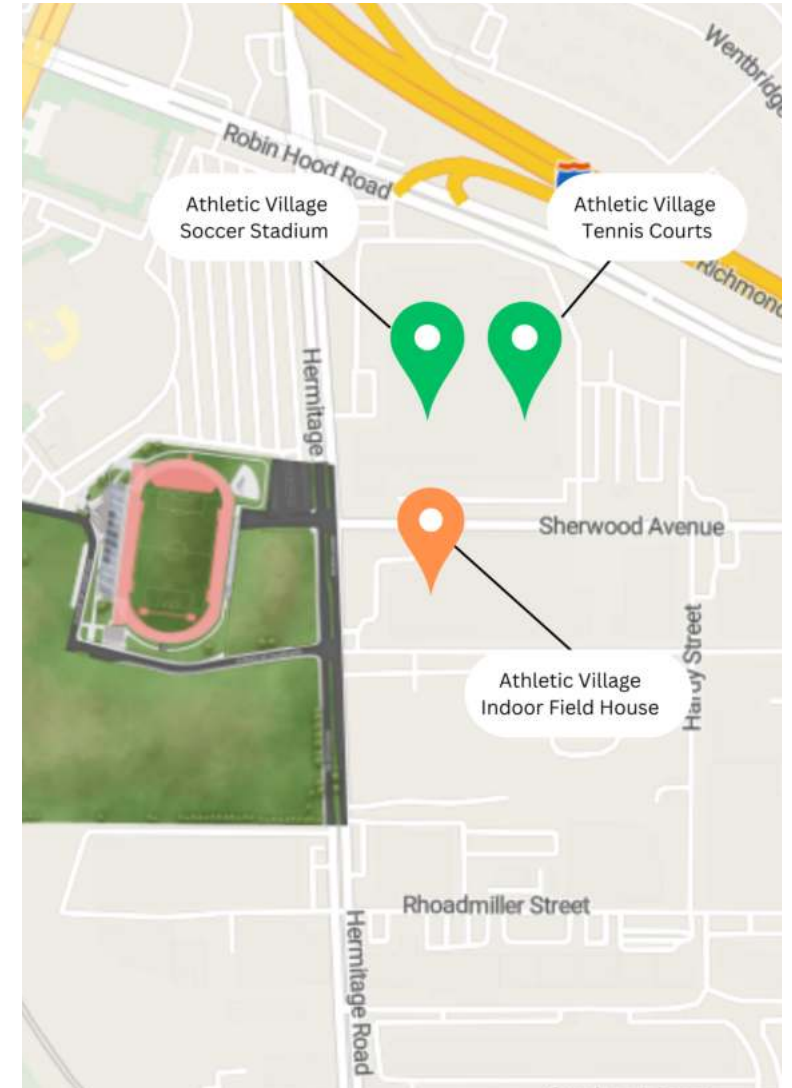 Wentbridge
Robin Hood Road
Athletic Village
Soccer Stadium
Athletic Village
Tennis Courts
Richmond
Hermitage
Sherwood Avenue
Hardy Street
Athletic Village
Indoor Field House
Rhoadmiller Street
Hermitage Road